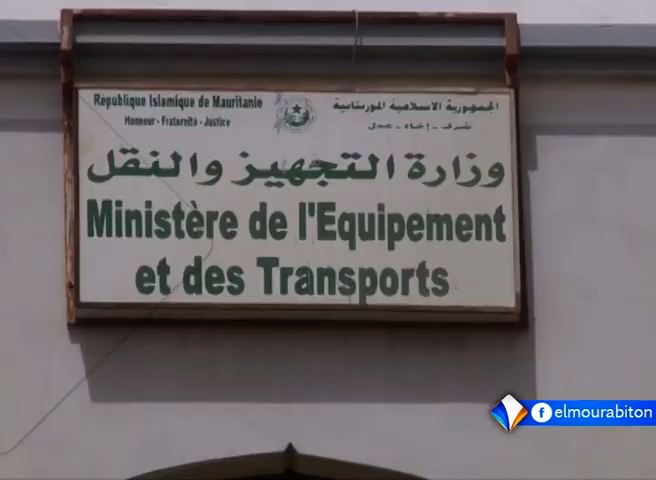 République Islamique de Mauritanie
Honneur - Fraternité - Justice
الجمهورية الاسلامية الموريتانية
شرف - إخاء - عدل
وزارة التجهيز والنقل
Ministère de l'Equipement
et des Transports
elmourabiton